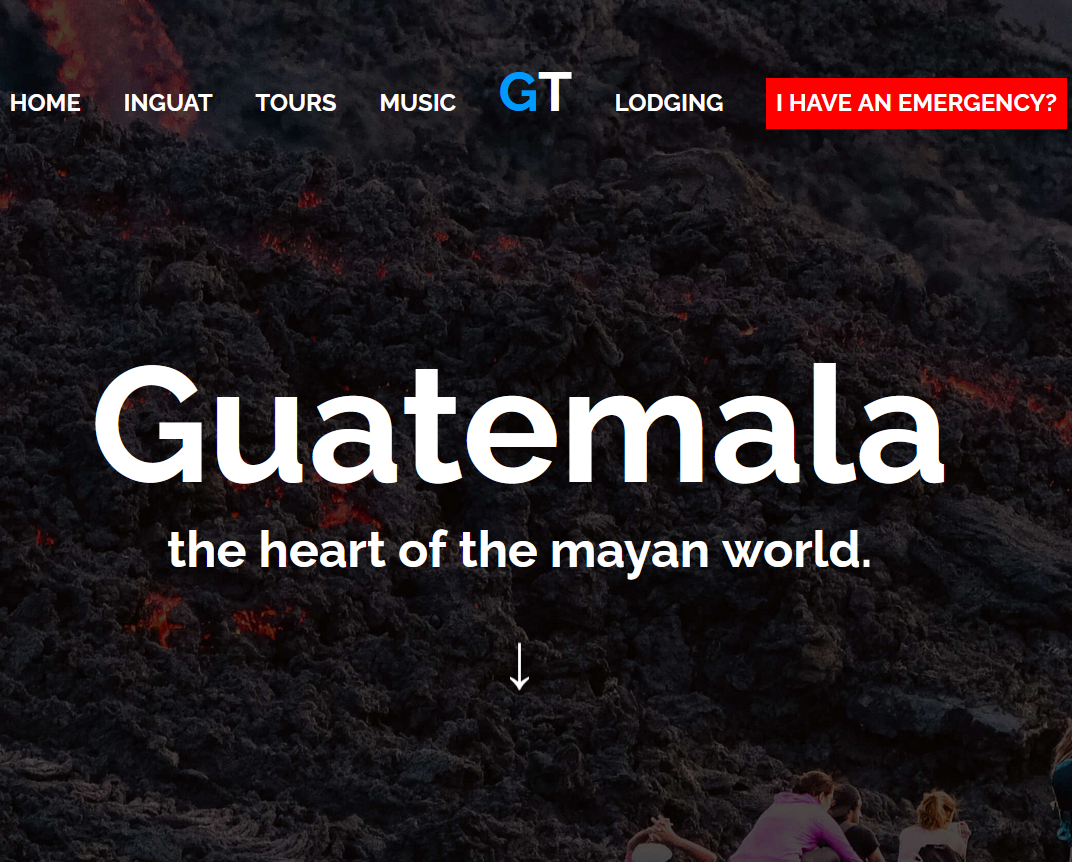 HOME INGUAT TOURS MUSIC GT LODGING I HAVE AN EMERGENCY?
Guatemala
the heart of the mayan world.
↓